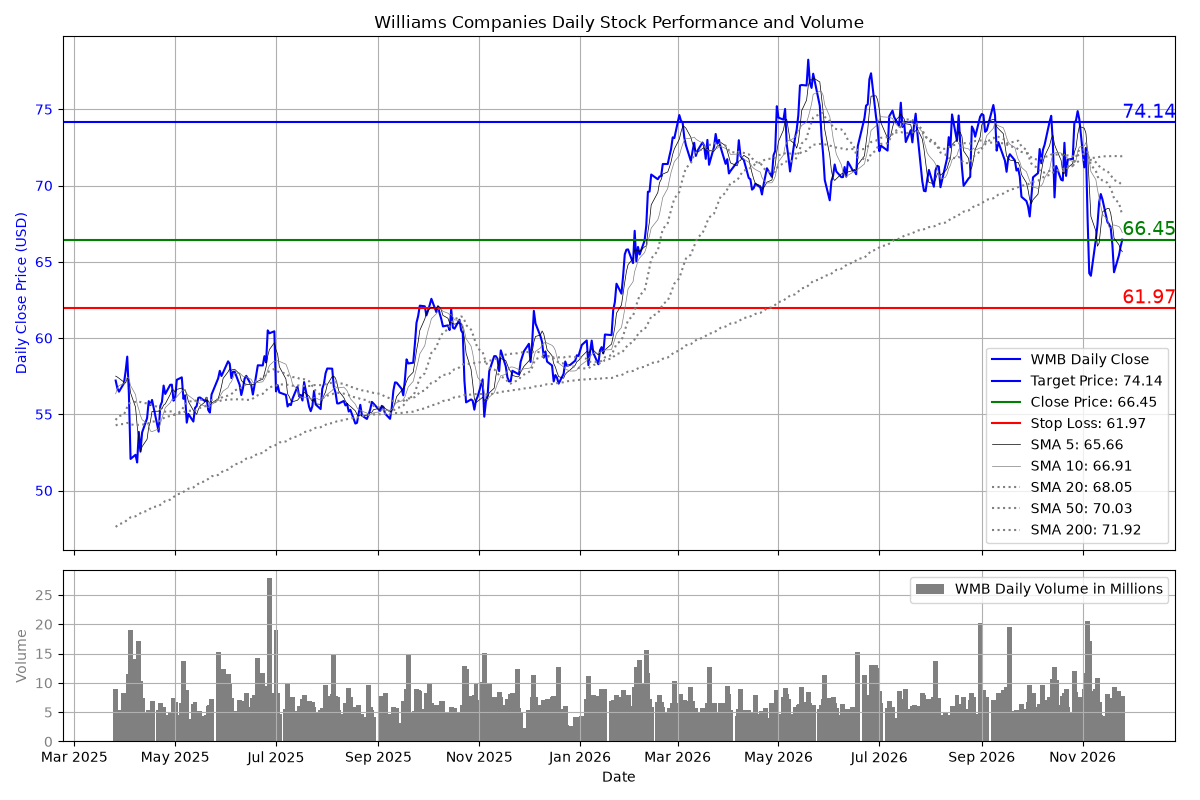 Williams Companies Daily Stock Performance and Volume
Daily Close Price (USD)
75
70
65
60
55
50
74.14
66.45
61.97
WMB Daily Close
Target Price: 74.14
Close Price: 66.45
Stop Loss: 61.97
SMA 5: 65.66
SMA 10: 66.91
SMA 20: 68.05
SMA 50: 70.03
SMA 200: 71.92
Volume
25
20
15
10
5
0
WMB Daily Volume in Millions
Mar 2025 May 2025 Jul 2025 Sep 2025 Nov 2025 Jan 2026 Mar 2026 May 2026 Jul 2026 Sep 2026 Nov 2026
Date